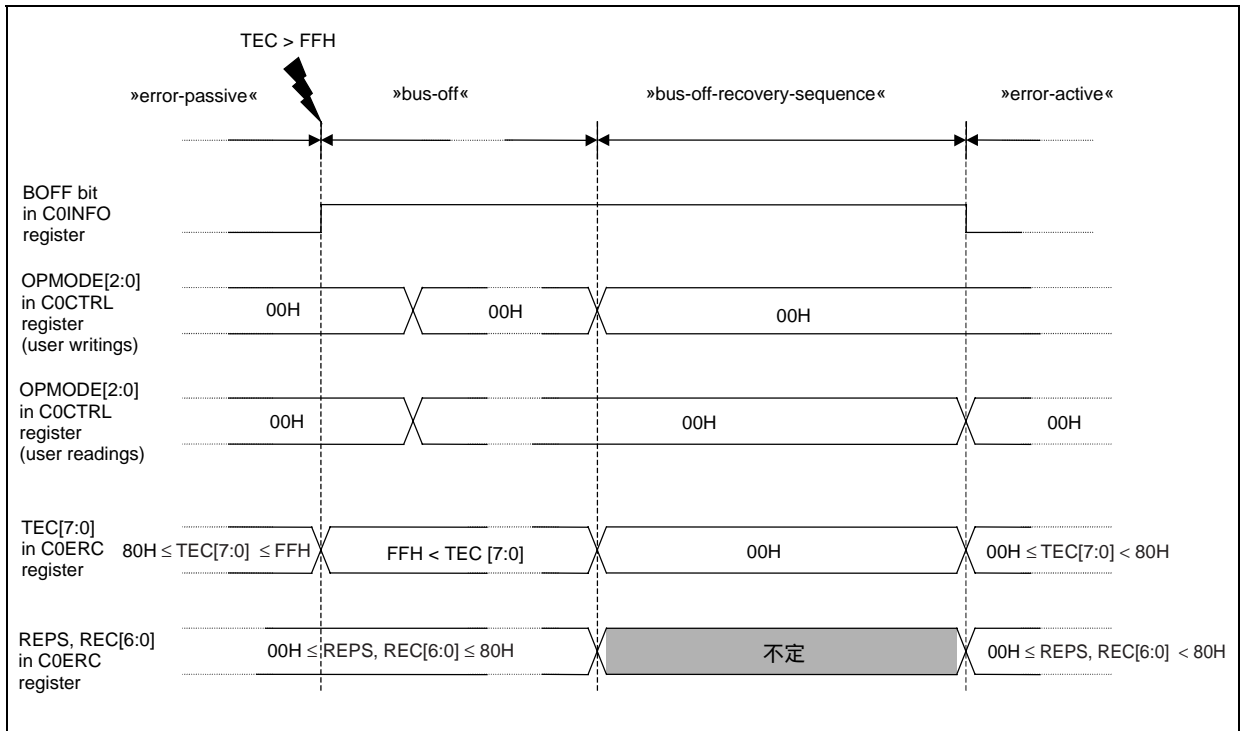 TEC > FFH
»error-passive«
»bus-off«
»bus-off-recovery-sequence«
»error-active«
BOFF bit
in C0INFO
register
OPMODE[2:0]
in C0CTRL
register
(user writings)
00H
00H
00H
OPMODE[2:0]
in C0CTRL
register
(user readings)
00H
00H
00H
TEC[7:0]
in C0ERC
register
80H ≤ TEC[7:0] ≤ FFH
FFH < TEC [7:0]
00H
00H ≤ TEC[7:0] < 80H
REPS, REC[6:0]
in C0ERC
register
00H ≤ REPS, REC[6:0] ≤ 80H
不定
00H ≤ REPS, REC[6:0] < 80H